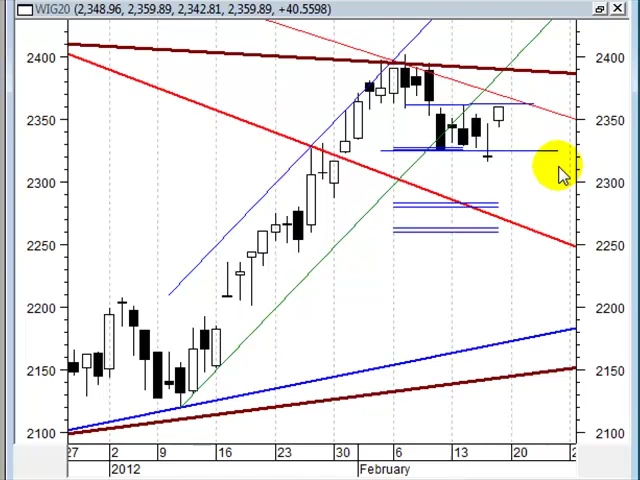 WIG20 (2,348.96, 2,359.89, 2,342.81, 2,359.89, +40.5598)
2400 2400
2350 2350
2300 2300
2250 2250
2200 2200
2150 2150
2100 2100
27 2 9 16 23 30 6 13 20 2
2012 February